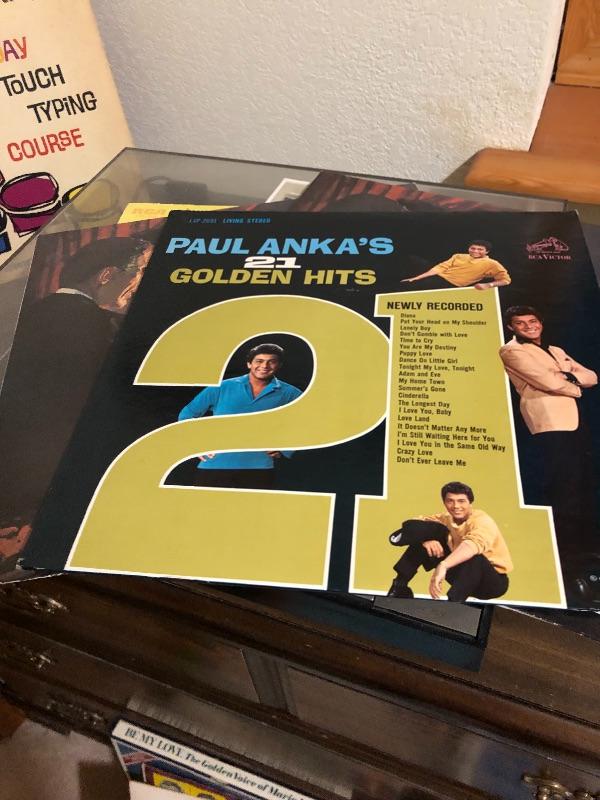 AY
TOUCH
TYPING
COURSE
RCA
LSP 2691 LIVING STEREO
PAUL ANKA'S
21
GOLDEN HITS
RCA VICTOR
21
NEWLY RECORDED
Diana
Put Your Head on My Shoulder
Lonely Boy
Don't Gamble with Love
Time to Cry
You Are My Destiny
Puppy Love
Dance On Little Girl
Tonight My Love, Tonight
Adam and Eve
My Home Town
Summer's Gone
Cinderella
The Longest Day
I Love You, Baby
Love Land
It Doesn't Matter Any More
I'm Still Waiting Here for You
I Love You in the Same Old Way
Crazy Love
Don't Ever Leave Me
BE MY LOVE The Golden Voice of Mario